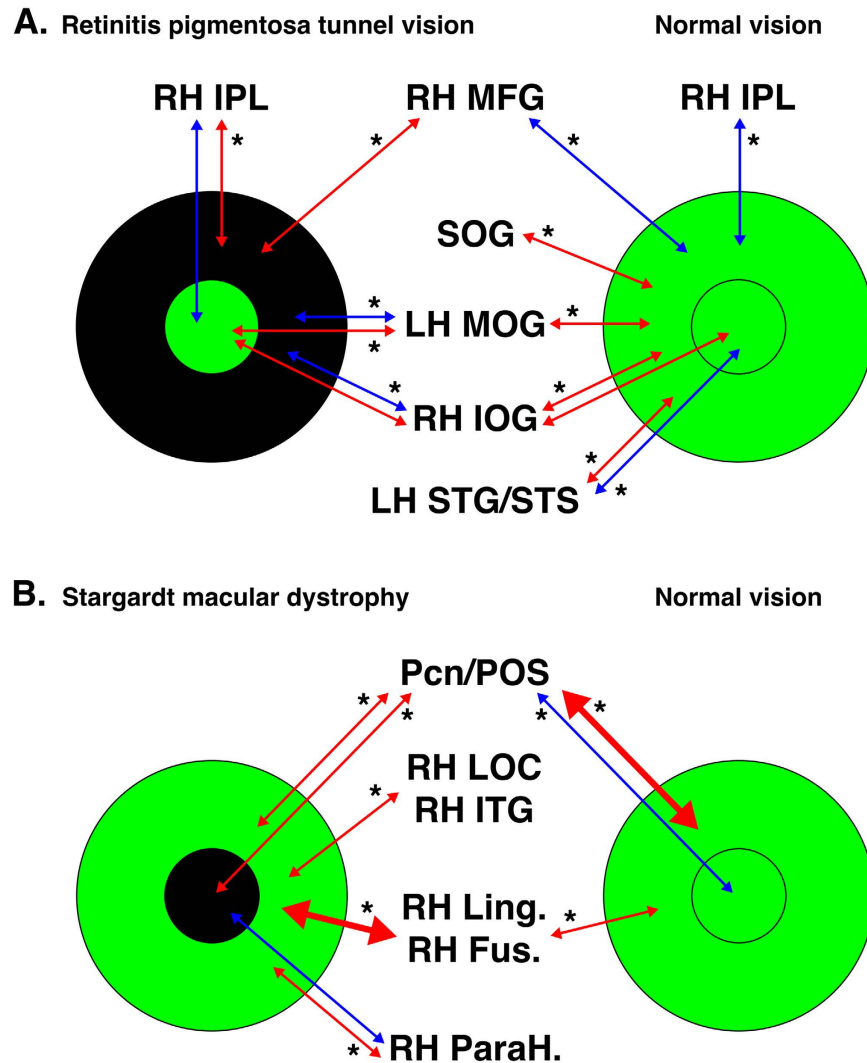 A. Retinitis pigmentosa tunnel vision Normal vision
RH IPL RH MFG RH IPL
* * * *
SOG *
* LH MOG *
*
* RH IOG *
*
LH STG/STS *
B. Stargardt macular dystrophy Normal vision
Pcn/POS
* * * *
RH LOC
* RH ITG
* RH Ling. *
RH Fus.
* RH ParaH.